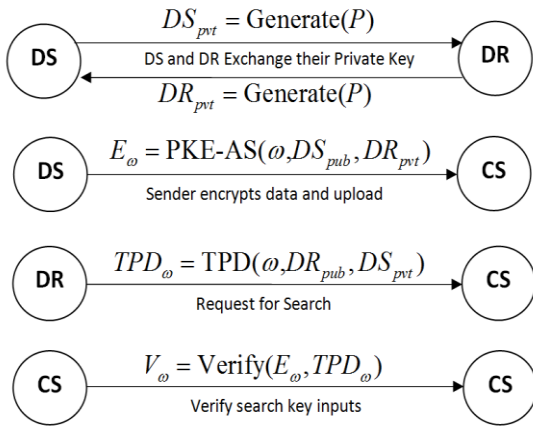 DS_pvt = Generate(P)
DS DS and DR Exchange their Private Key DR
DR_pvt = Generate(P)
E_ω = PKE-AS(ω,DS_pub,DR_pvt)
DS CS
Sender encrypts data and upload
TPD_ω = TPD(ω,DR_pub,DS_pvt)
DR CS
Request for Search
V_ω = Verify(E_ω,TPD_ω)
CS CS
Verify search key inputs